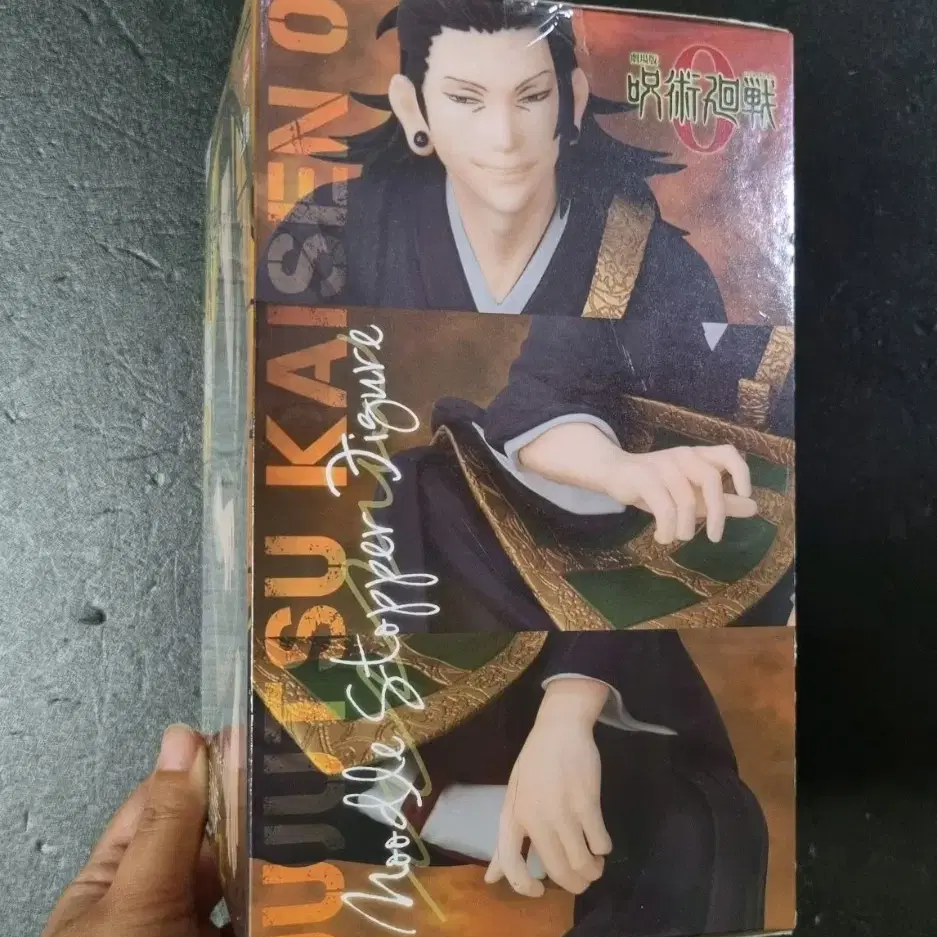 劇場版
呪術廻戦
0
JUJUTSU KAISEN 0
Noodle Stopper Figure